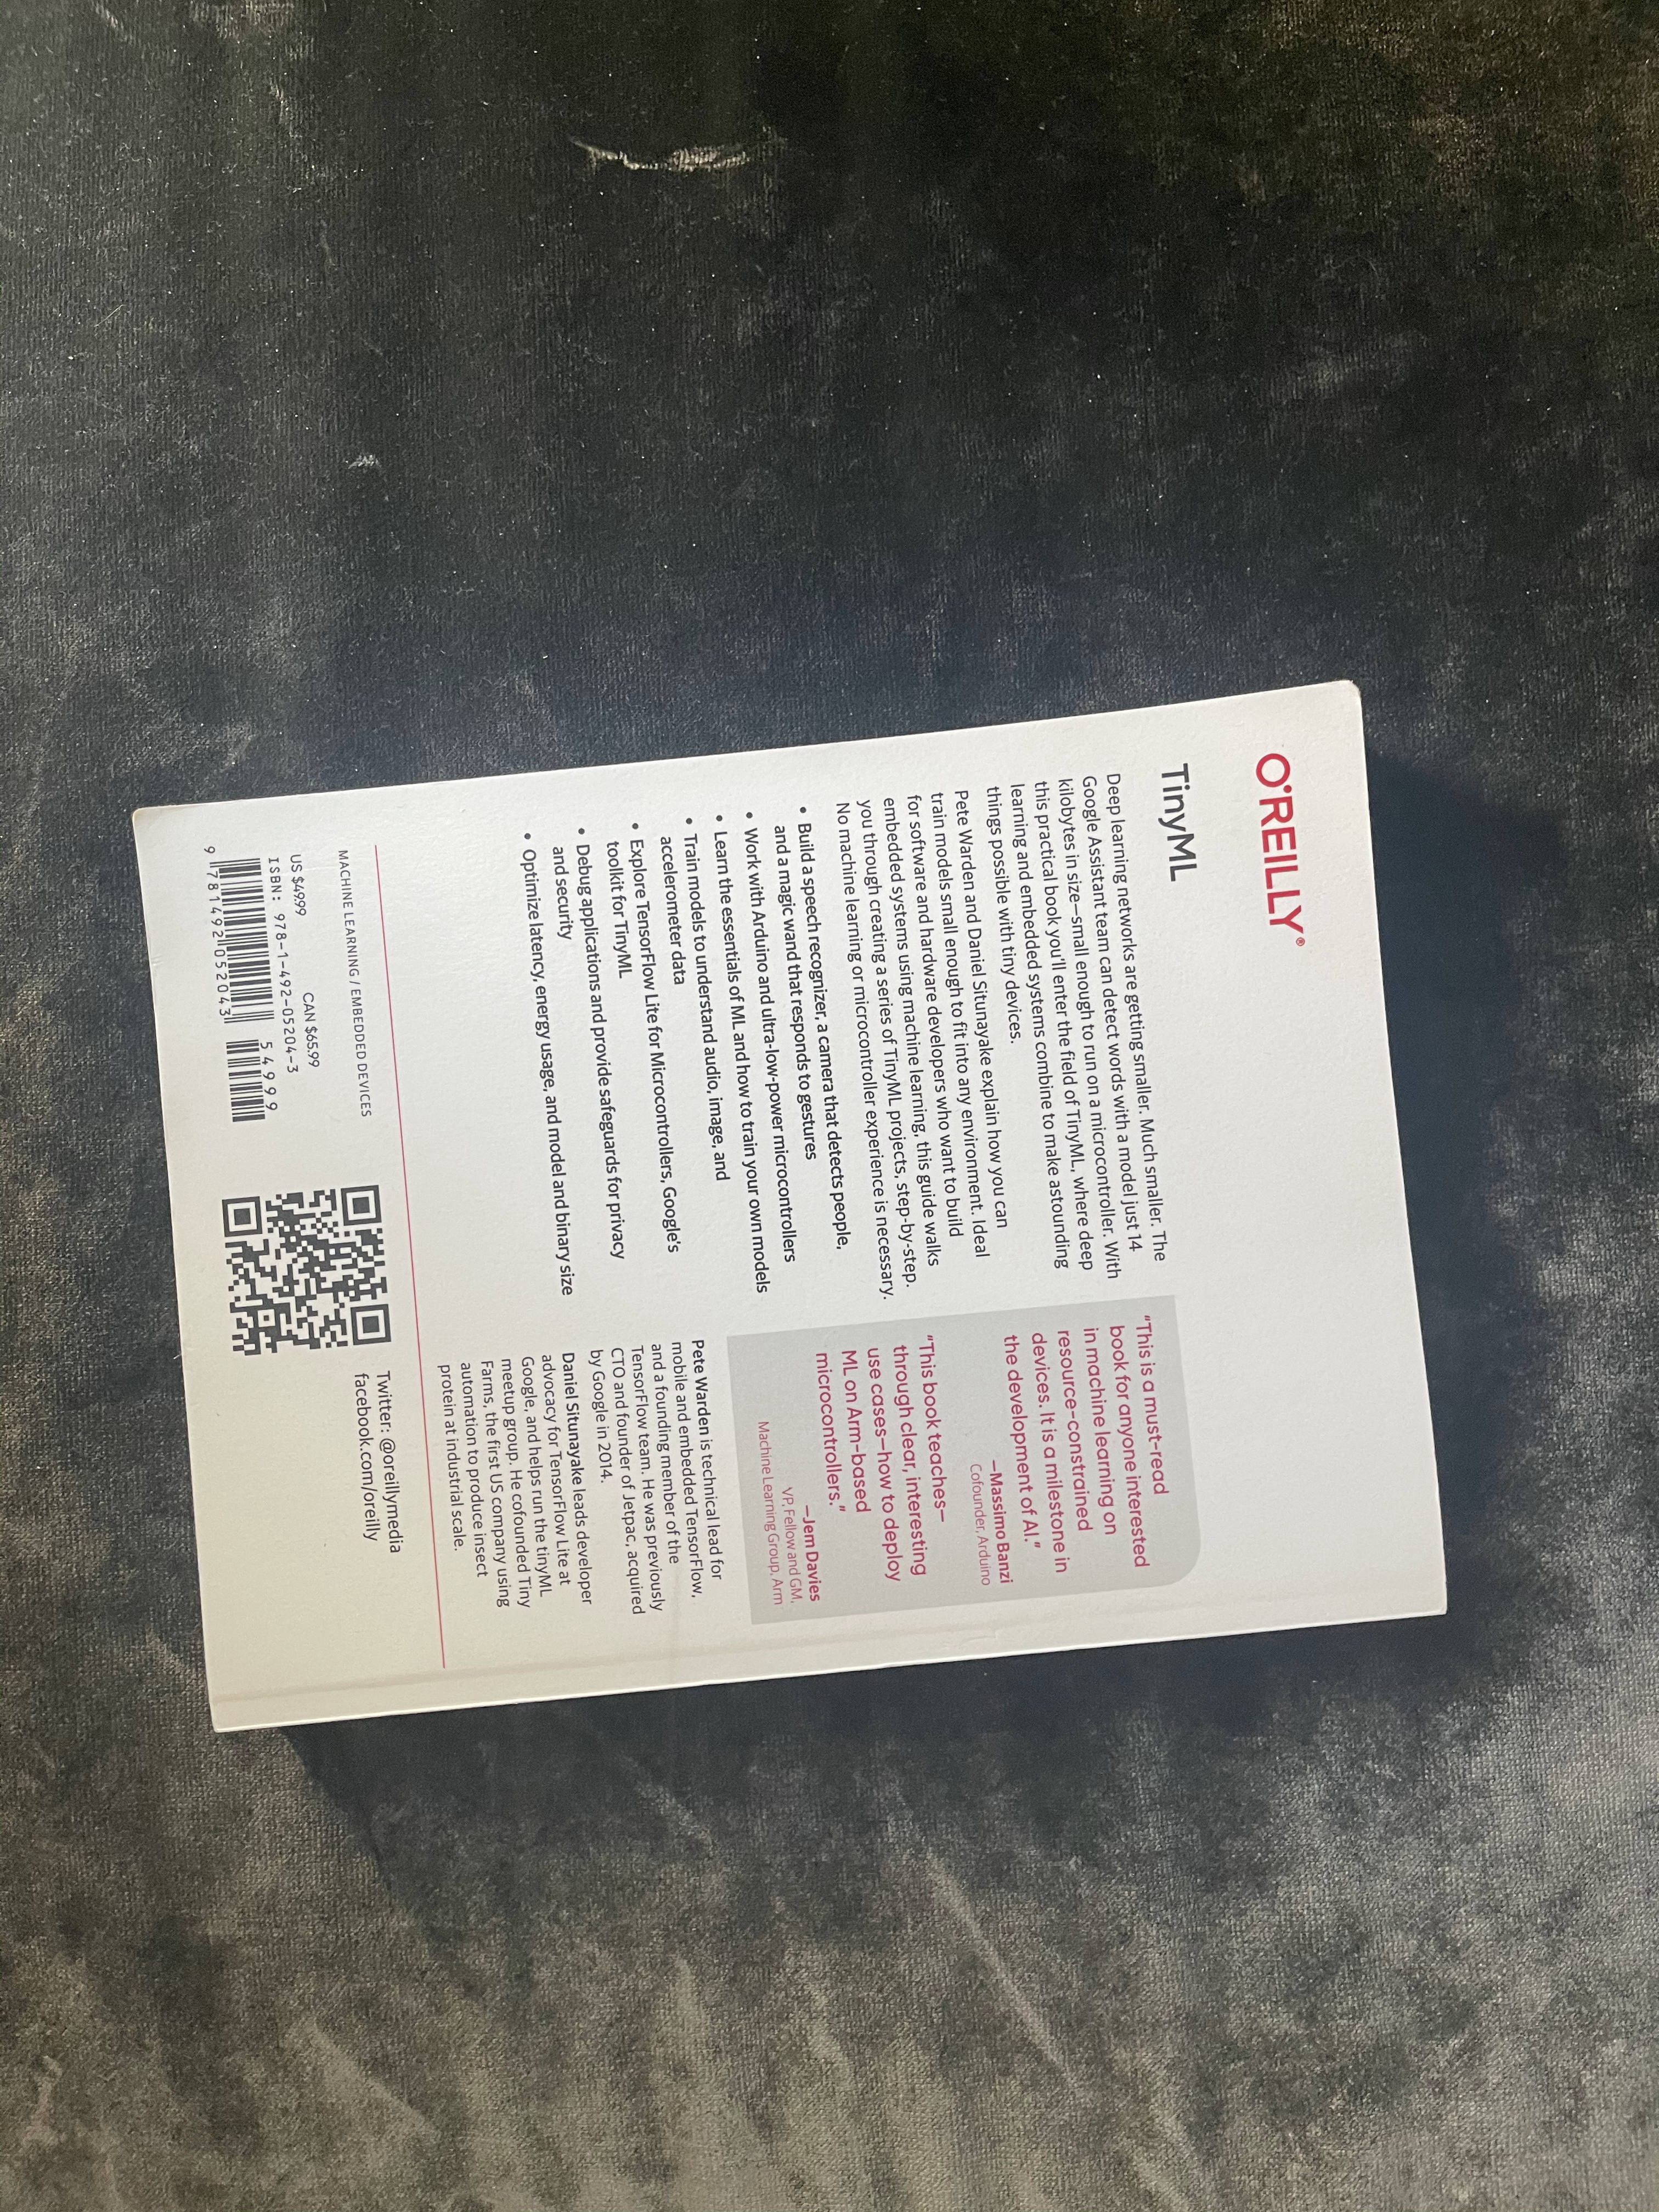 O'REILLY®
TinyML
Deep learning networks are getting smaller. Much smaller. The
Google Assistant team can detect words with a model just 14
kilobytes in size—small enough to run on a microcontroller. With
this practical book you'll enter the field of TinyML, where deep
learning and embedded systems combine to make astounding
things possible with tiny devices.
Pete Warden and Daniel Situnayake explain how you can
train models small enough to fit into any environment. Ideal
for software and hardware developers who want to build
embedded systems using machine learning, this guide walks
you through creating a series of TinyML projects, step-by-step.
No machine learning or microcontroller experience is necessary.
• Build a speech recognizer, a camera that detects people,
and a magic wand that responds to gestures
• Work with Arduino and ultra-low-power microcontrollers
• Learn the essentials of ML and how to train your own models
• Train models to understand audio, image, and
accelerometer data
• Explore TensorFlow Lite for Microcontrollers, Google's
toolkit for TinyML
• Debug applications and provide safeguards for privacy
and security
• Optimize latency, energy usage, and model and binary size
"This is a must-read
book for anyone interested
in machine learning on
resource-constrained
devices. It is a milestone in
the development of AI."
—Massimo Banzi
Cofounder, Arduino
"This book teaches—
through clear, interesting
use cases—how to deploy
ML on Arm-based
microcontrollers."
—Jem Davies
VP, Fellow and GM,
Machine Learning Group, Arm
Pete Warden is technical lead for
mobile and embedded TensorFlow,
and a founding member of the
TensorFlow team. He was previously
CTO and founder of Jetpac, acquired
by Google in 2014.
Daniel Situnayake leads developer
advocacy for TensorFlow Lite at
Google, and helps run the tinyML
meetup group. He cofounded Tiny
Farms, the first US company using
automation to produce insect
protein at industrial scale.
MACHINE LEARNING / EMBEDDED DEVICES
US $49.99 CAN $65.99
ISBN: 978-1-492-05204-3
5 4 9 9 9
9 781492 052043
Twitter: @oreillymedia
facebook.com/oreilly